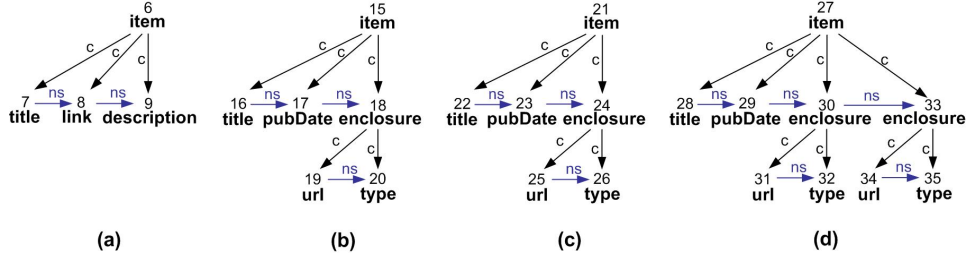 6 15 21 27
item item item item
c c c c c c c c c c c c c
7 ns 8 ns 9 16 ns 17 ns 18 22 ns 23 ns 24 28 ns 29 ns 30 ns 33
title link description title pubDate enclosure title pubDate enclosure title pubDate enclosure enclosure
c c c c c c c c
19 ns 20 25 ns 26 31 ns 32 34 ns 35
url type url type url type url type
(a) (b) (c) (d)